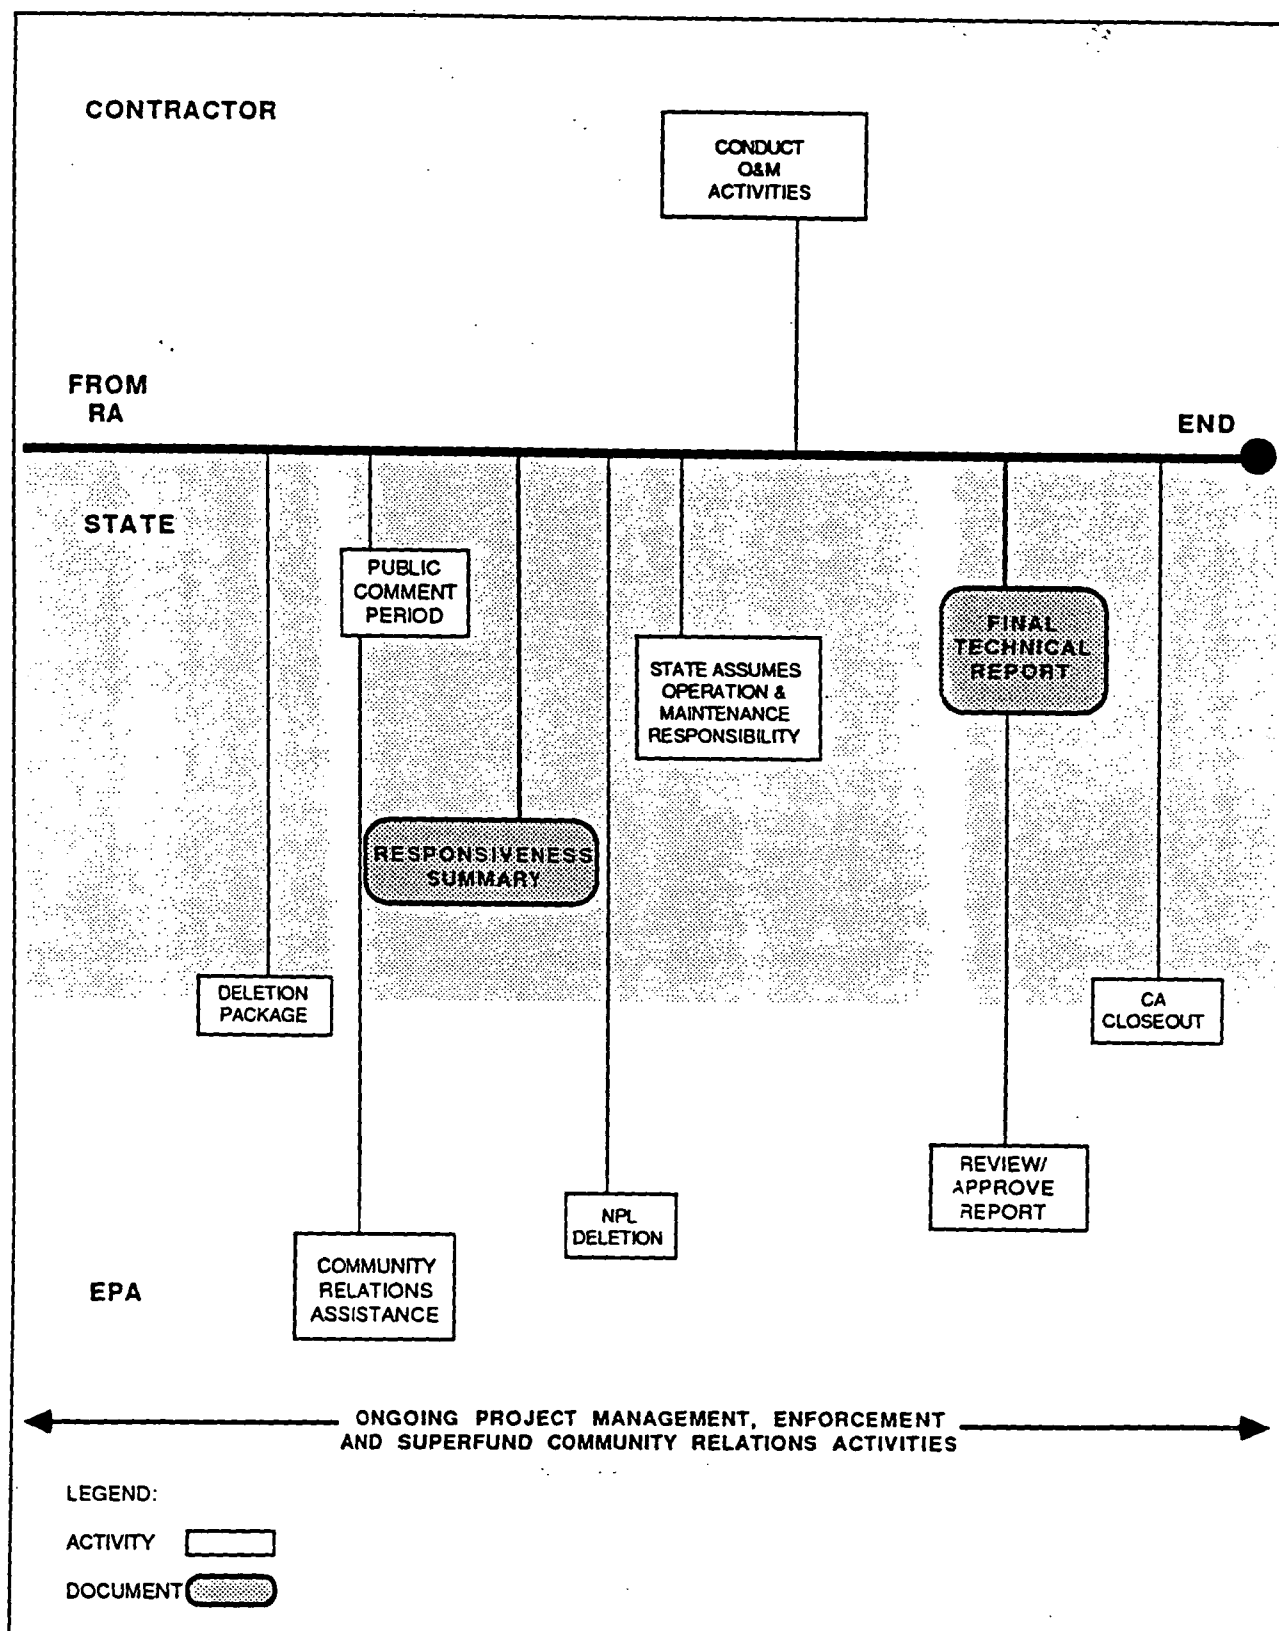 CONTRACTOR
CONDUCT
O&M
ACTIVITIES
FROM
RA
END
STATE
PUBLIC
COMMENT
PERIOD
FINAL
TECHNICAL
REPORT
STATE ASSUMES
OPERATION &
MAINTENANCE
RESPONSIBILITY
RESPONSIVENESS
SUMMARY
DELETION
PACKAGE
CA
CLOSEOUT
REVIEW/
APPROVE
REPORT
NPL
DELETION
COMMUNITY
RELATIONS
ASSISTANCE
EPA
ONGOING PROJECT MANAGEMENT, ENFORCEMENT
AND SUPERFUND COMMUNITY RELATIONS ACTIVITIES
LEGEND:
ACTIVITY
DOCUMENT